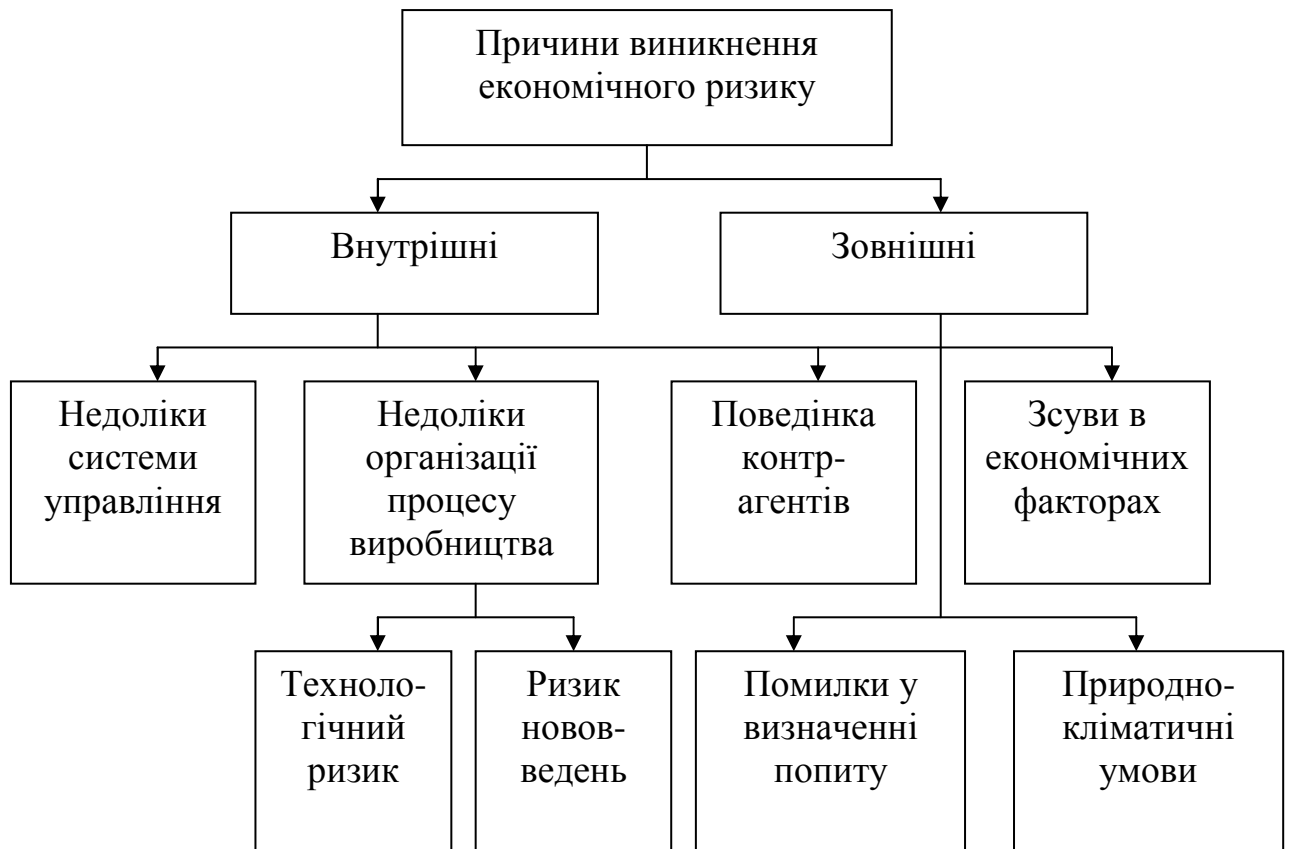 Причини виникнення
економічного ризику
Внутрішні
Зовнішні
Недоліки
системи
управління
Недоліки
організації
процесу
виробництва
Поведінка
контр-
агентів
Зсуви в
економічних
факторах
Техноло-
гічний
ризик
Ризик
новов-
ведень
Помилки у
визначенні
попиту
Природно-
кліматичні
умови